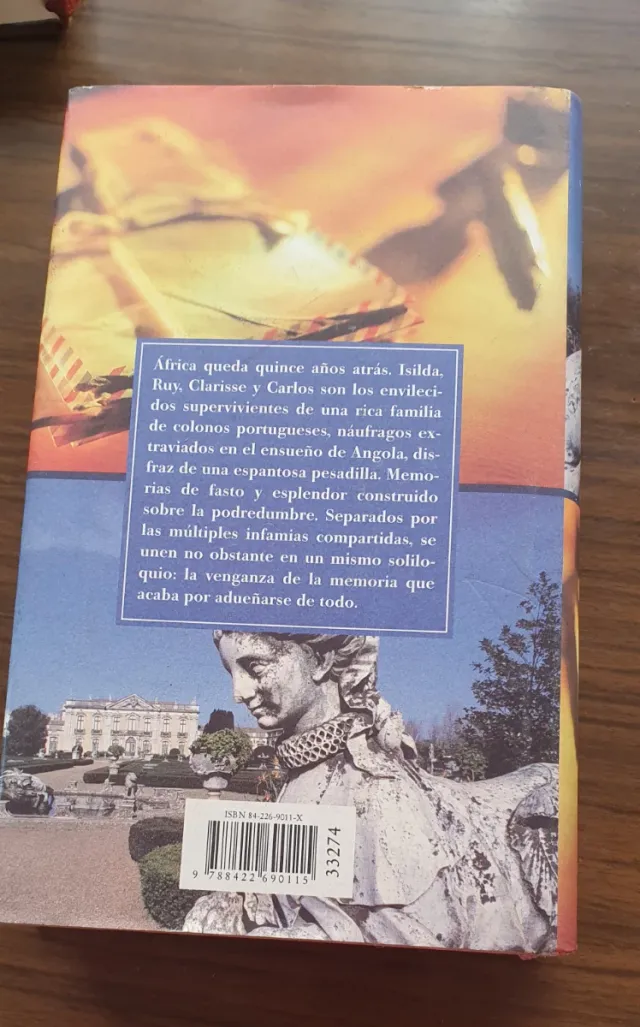 África queda quince años atrás. Isilda,
Ruy, Clarisse y Carlos son los envileci-
dos supervivientes de una rica familia
de colonos portugueses, náufragos ex-
traviados en el ensueño de Angola, dis-
fraz de una espantosa pesadilla. Memo-
rias de fasto y esplendor construido
sobre la podredumbre. Separados por
las múltiples infamias compartidas, se
unen no obstante en un mismo solilo-
quio: la venganza de la memoria que
acaba por adueñarse de todo.
ISBN 84-226-9011-X
9 788422 690115
33274